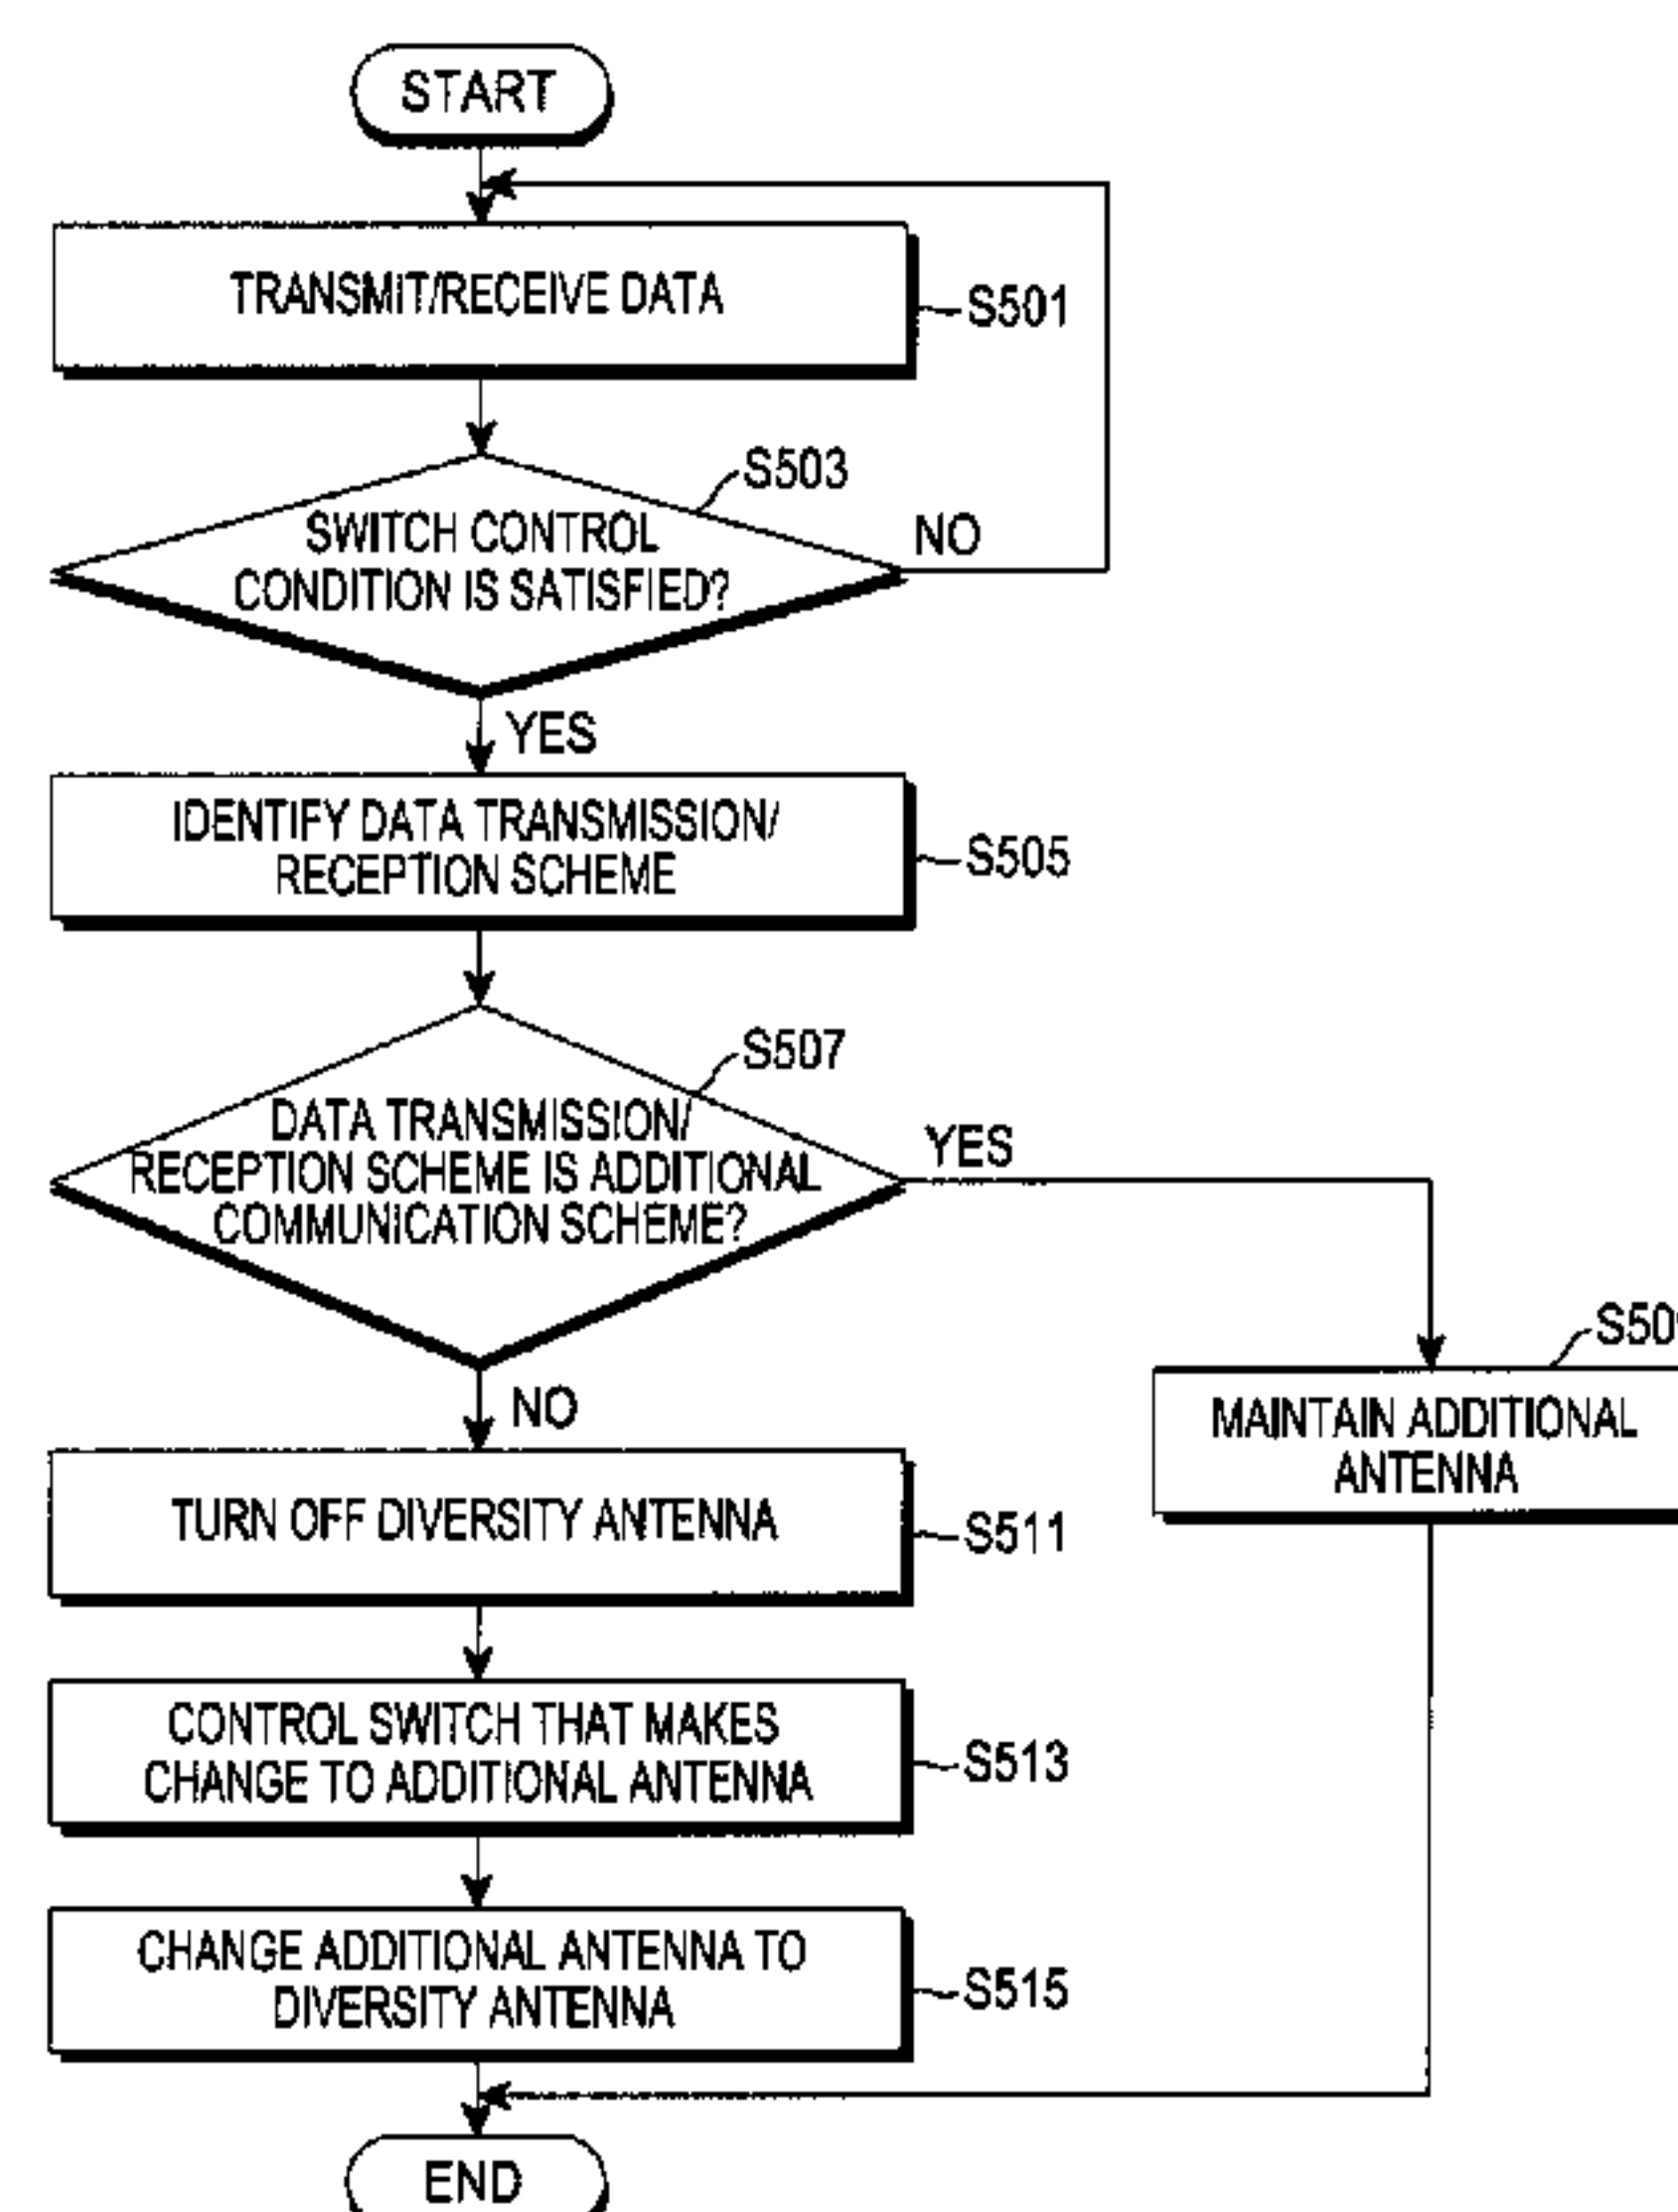 START
TRANSMIT/RECEIVE DATA
S501
S503
SWITCH CONTROL
CONDITION IS SATISFIED?
NO
YES
IDENTIFY DATA TRANSMISSION/
RECEPTION SCHEME
S505
S507
DATA TRANSMISSION/
RECEPTION SCHEME IS ADDITIONAL
COMMUNICATION SCHEME?
YES
NO
MAINTAIN ADDITIONAL
ANTENNA
TURN OFF DIVERSITY ANTENNA
S511
CONTROL SWITCH THAT MAKES
CHANGE TO ADDITIONAL ANTENNA
S513
CHANGE ADDITIONAL ANTENNA TO
DIVERSITY ANTENNA
S515
END